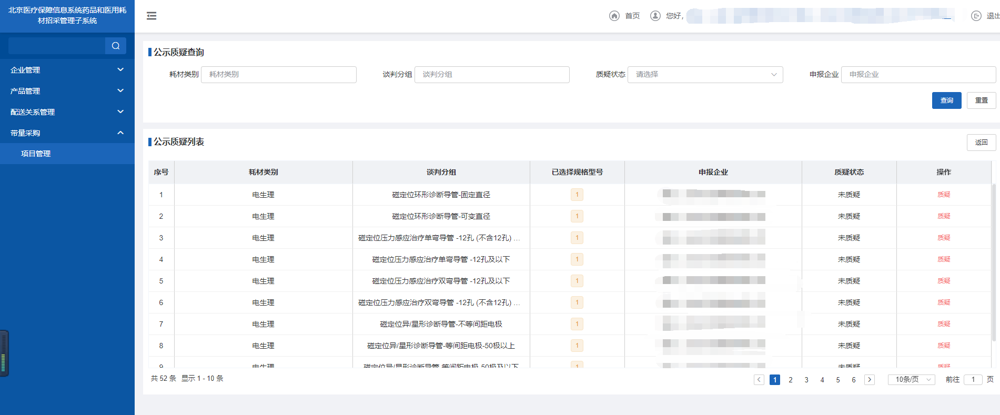 北京医疗保障信息系统药品和医用耗
材招采管理子系统
首页 您好, 退出
企业管理
产品管理
配送关系管理
带量采购
项目管理
公示质疑查询
耗材类别 耗材类别 谈判分组 谈判分组 质疑状态 请选择 申报企业 申报企业
查询 重置
公示质疑列表 返回
序号 耗材类别 谈判分组 已选择规格型号 申报企业 质疑状态 操作
1 电生理 磁定位环形诊断导管-固定直径 1 未质疑 质疑
2 电生理 磁定位环形诊断导管-可变直径 1 未质疑 质疑
3 电生理 磁定位压力感应治疗单弯导管 -12孔 (不含12孔) ... 1 未质疑 质疑
4 电生理 磁定位压力感应治疗单弯导管 -12孔及以下 1 未质疑 质疑
5 电生理 磁定位压力感应治疗双弯导管 -12孔及以下 1 未质疑 质疑
6 电生理 磁定位压力感应治疗双弯导管 -12孔 (不含12孔) ... 1 未质疑 质疑
7 电生理 磁定位异/星形诊断导管-不等间距电极 1 未质疑 质疑
8 电生理 磁定位异/星形诊断导管-等间距电极-50极以上 1 未质疑 质疑
9 电生理 磁定位异/星形诊断导管-等间距电极-50极及以下 1 未质疑 质疑
共 52 条 显示 1 - 10 条 1 2 3 4 5 6 10条/页 前往 1 页